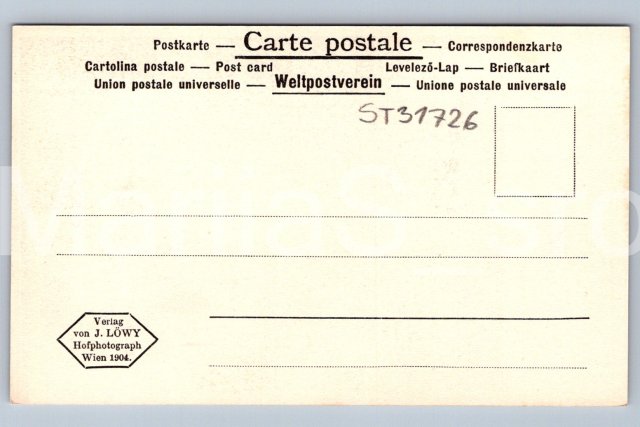 Postkarte — Carte postale — Correspondenzkarte
Cartolina postale — Post card Levelező-Lap — Briefkaart
Union postale universelle — Weltpostverein — Unione postale universale
ST31726
Verlag
von J. LÖWY
Hofphotograph
Wien 1904.